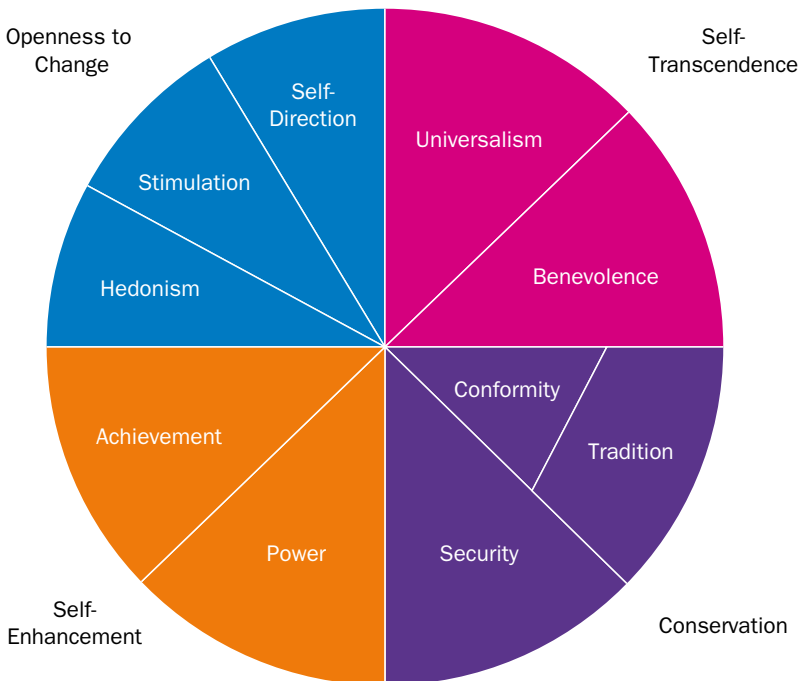 Openness to
Change
Self-
Transcendence
Self-
Direction
Universalism
Stimulation
Benevolence
Hedonism
Conformity
Achievement
Tradition
Power
Security
Self-
Enhancement
Conservation